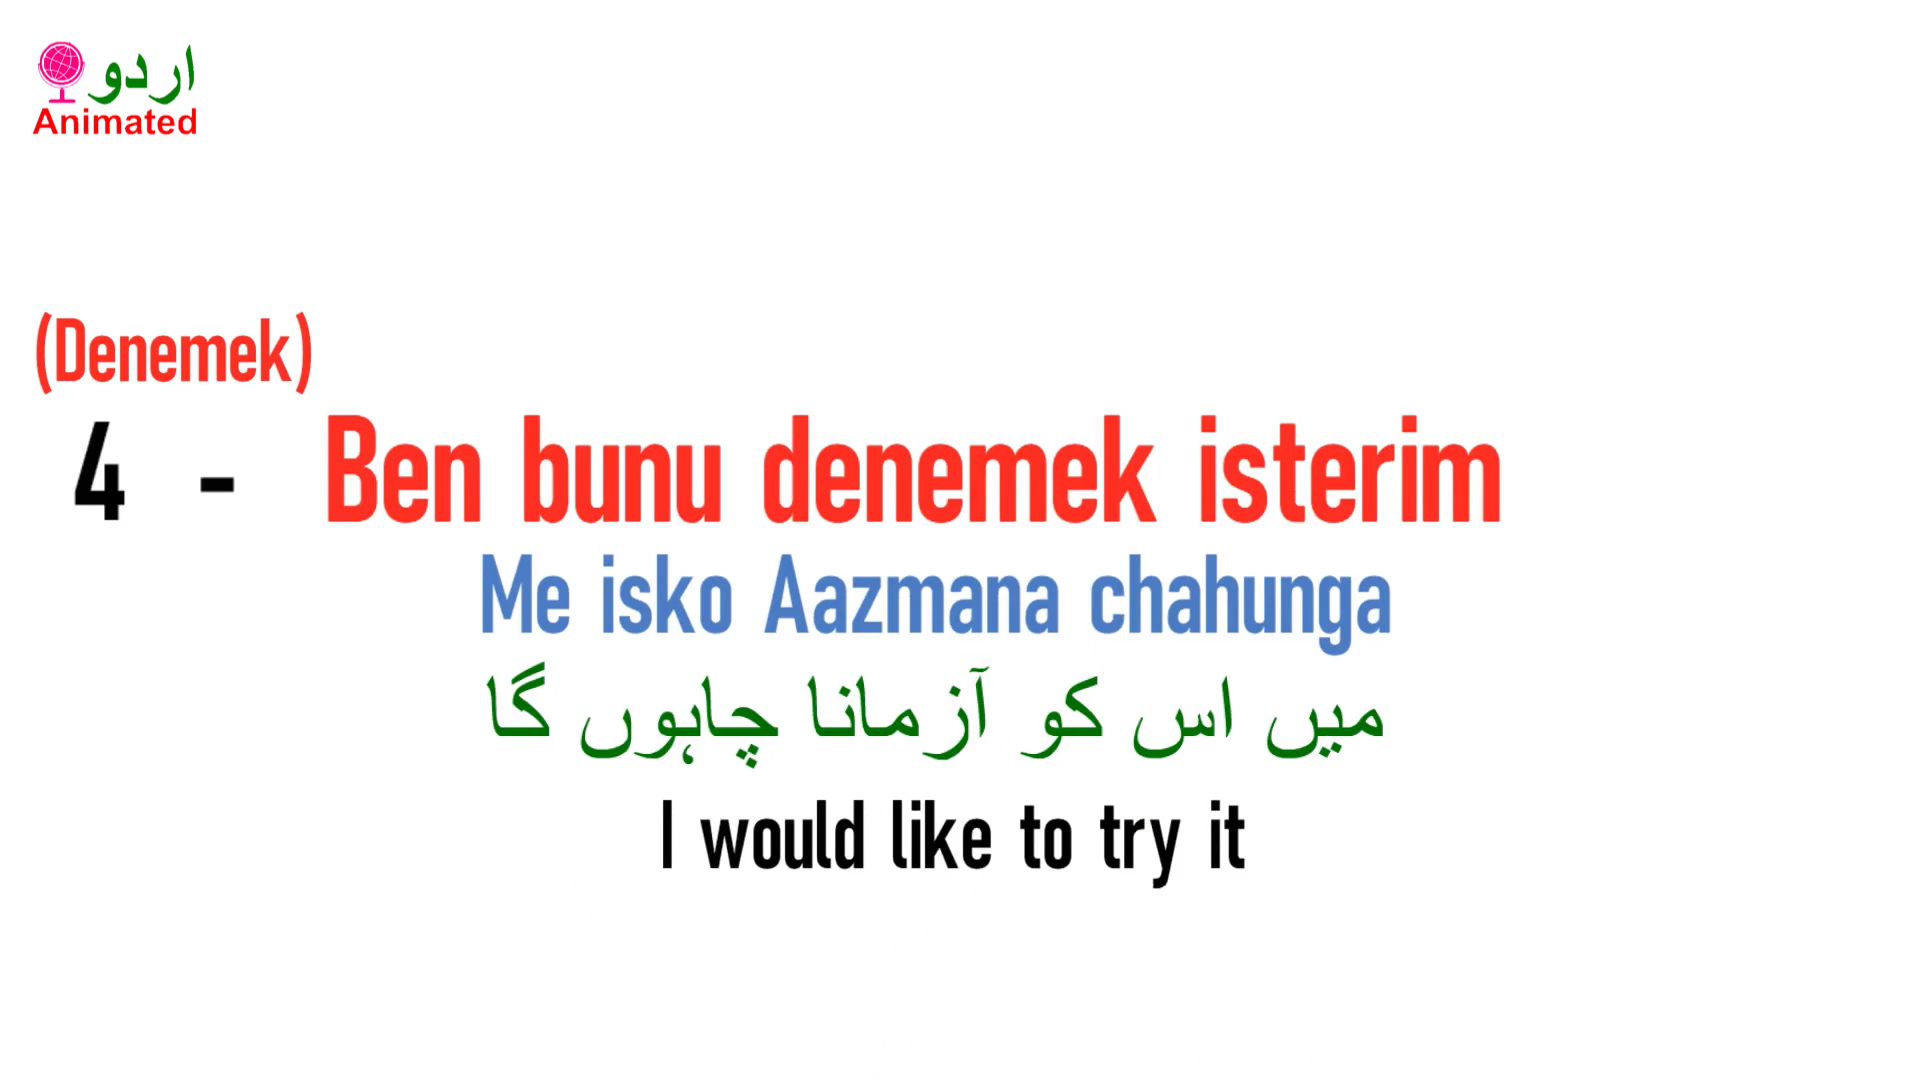 اردو
Animated
(Denemek)
4 - Ben bunu denemek isterim
Me isko Aazmana chahunga
میں اس کو آزمانا چاہوں گا
I would like to try it